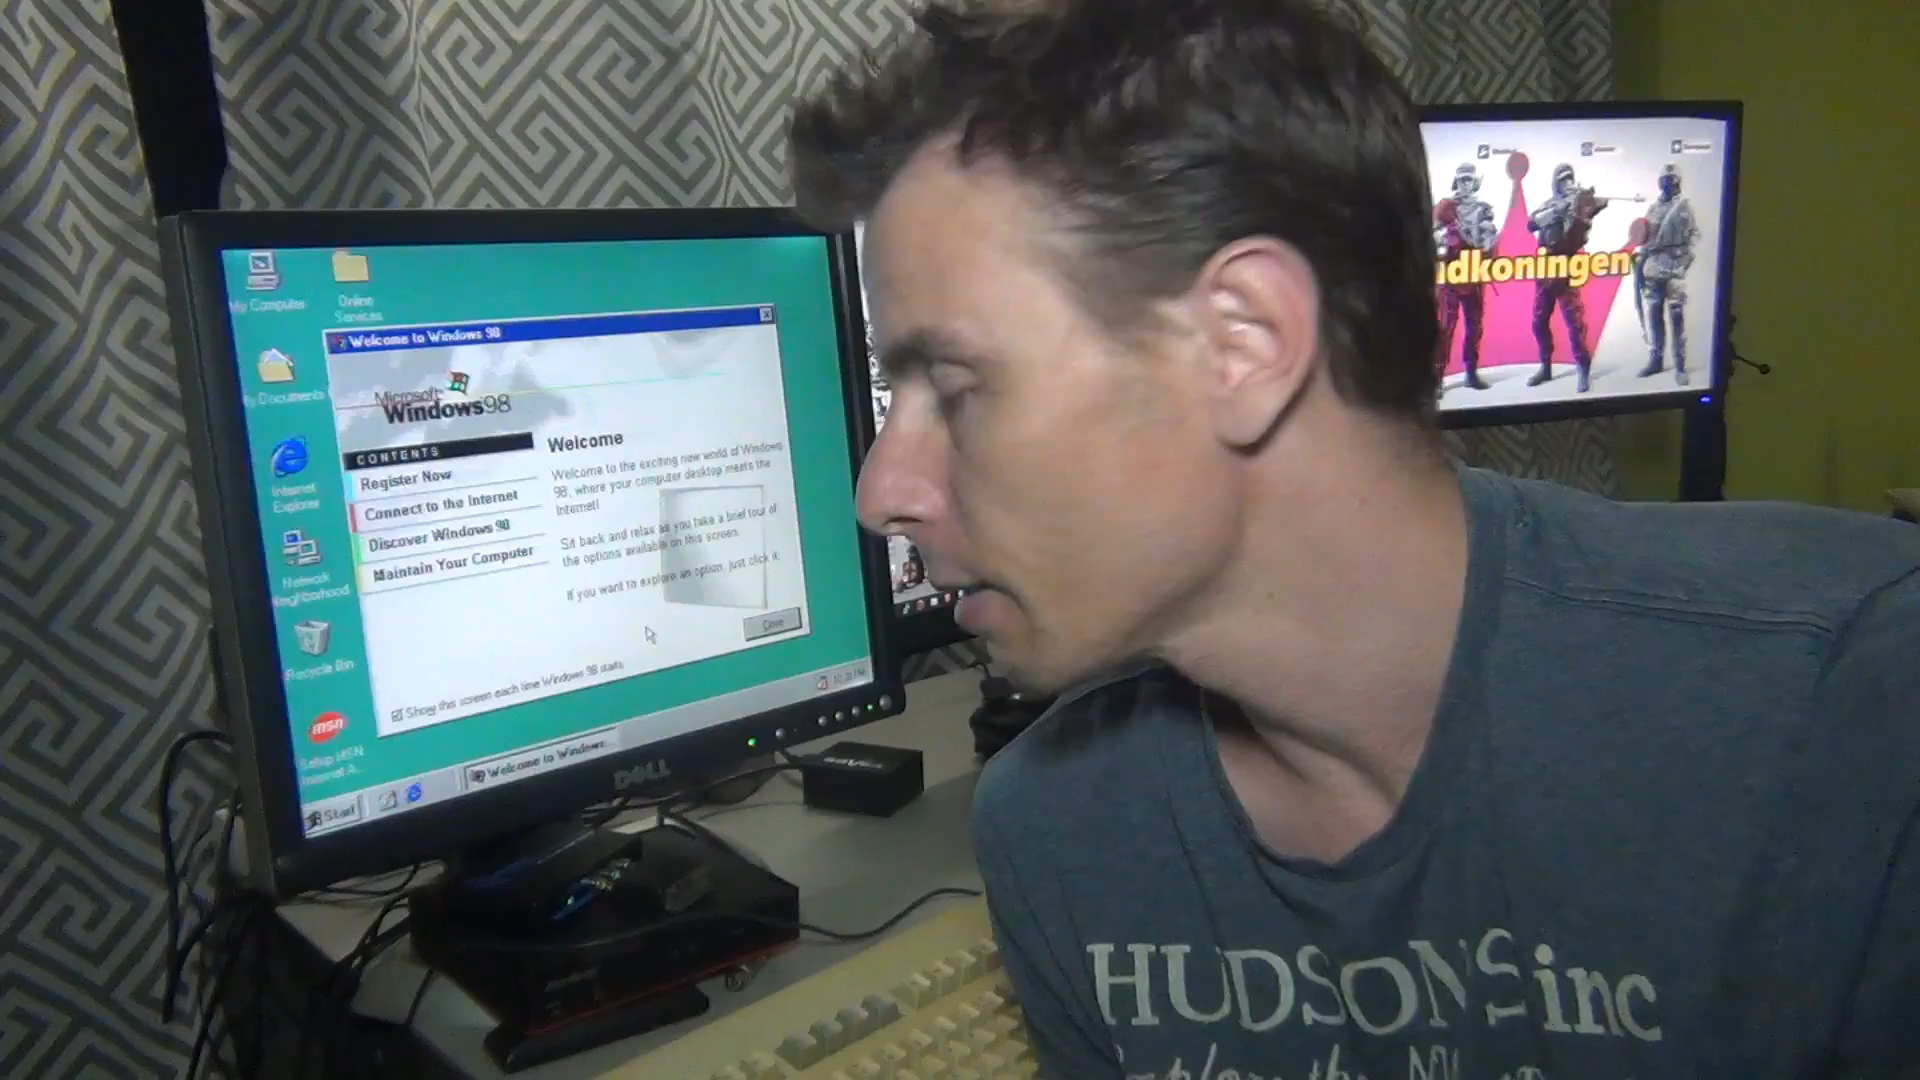 My Computer
Online
Services
My Documents
Internet
Explorer
Network
Neighborhood
Recycle Bin
msn
Setup MSN
Internet A...
Welcome to Windows 98
Microsoft
Windows98
CONTENTS
Register Now
Connect to the Internet
Discover Windows 98
Maintain Your Computer
Welcome
Welcome to the exciting new world of Windows
98, where your computer desktop meets the
Internet!
Sit back and relax as you take a brief tour of
the options available on this screen.
If you want to explore an option, just click it.
Close
Show this screen each time Windows 98 starts.
Start
Welcome to Windows
DELL
dkoningen
HUDSONS inc